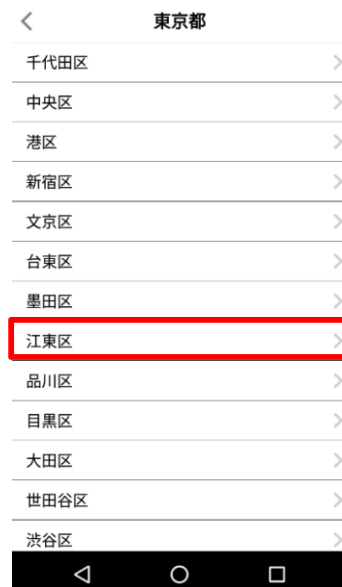 東京都
千代田区
中央区
港区
新宿区
文京区
台東区
墨田区
江東区
品川区
目黒区
大田区
世田谷区
渋谷区